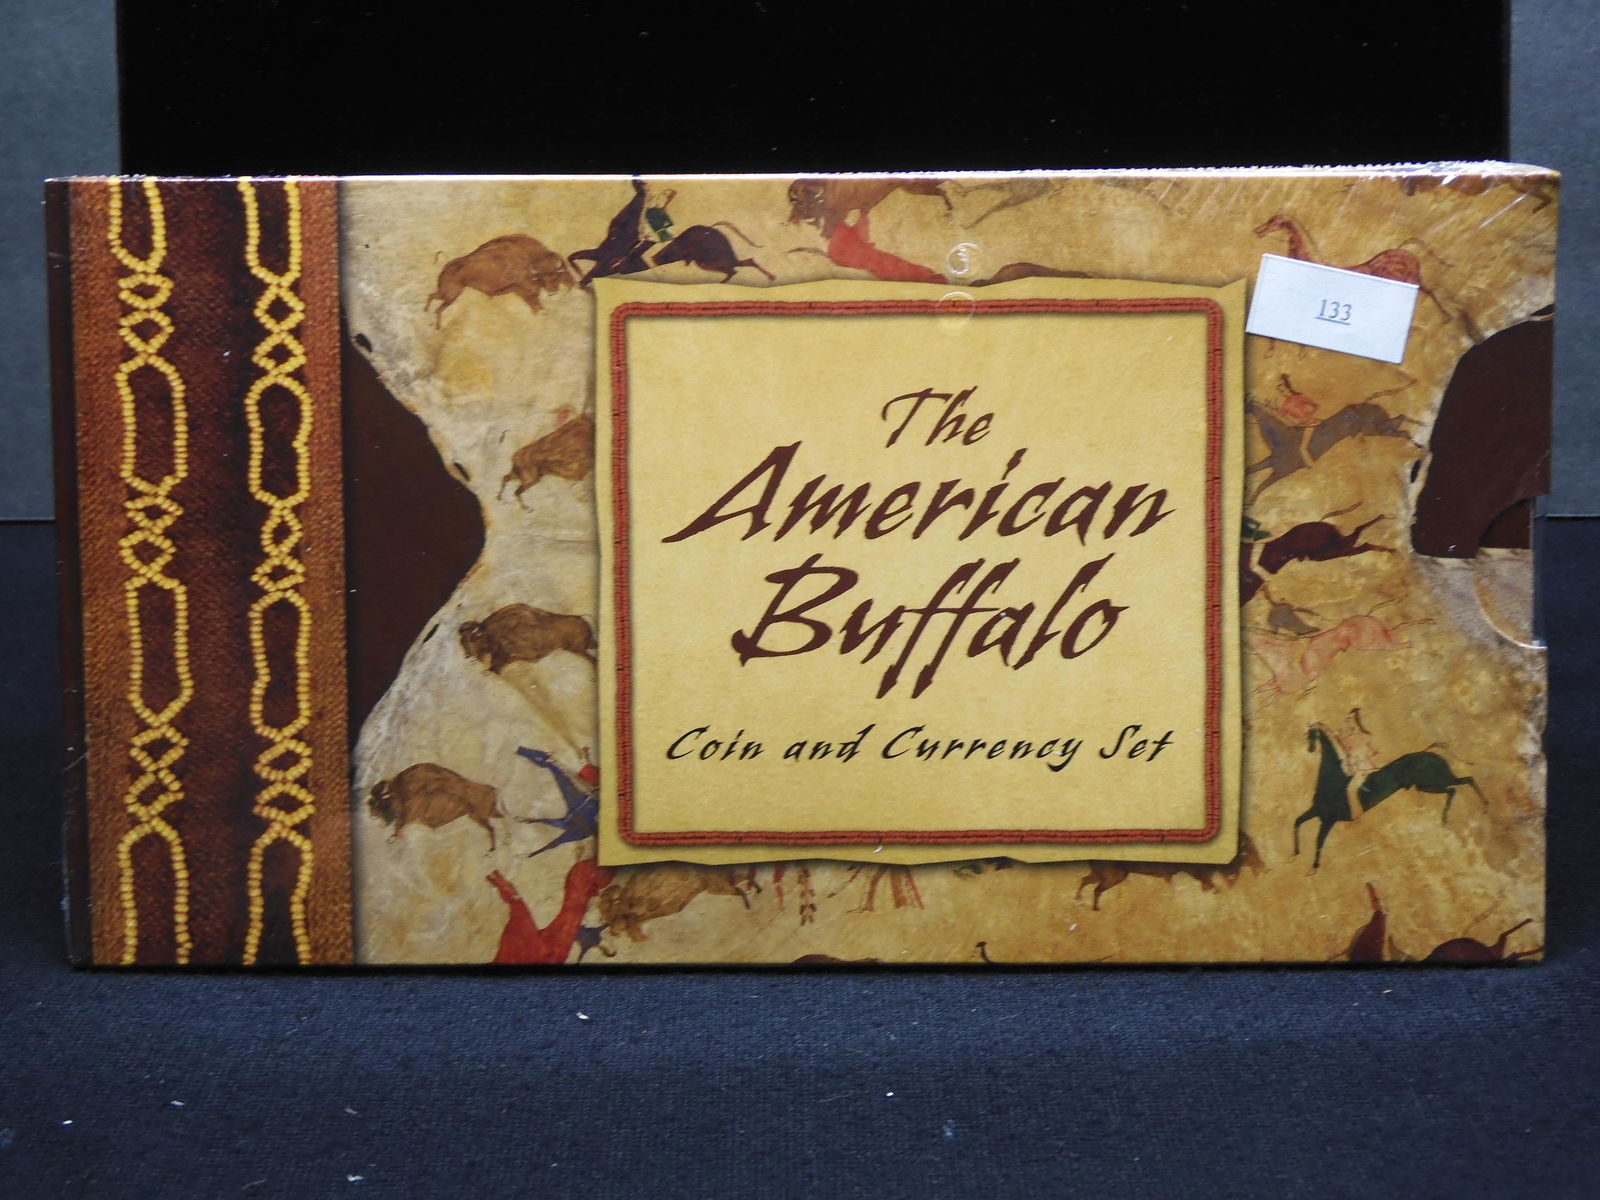 133
The
American
Buffalo
Coin and Currency Set